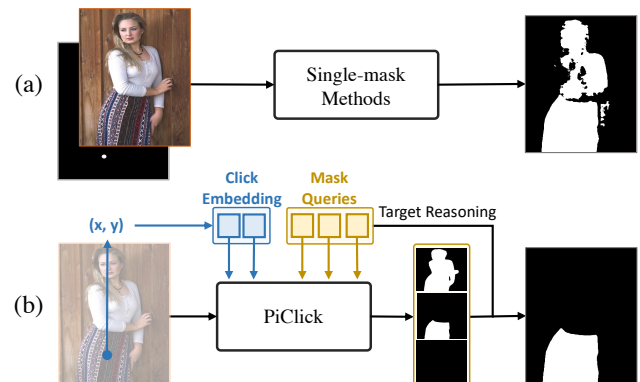 (a)
Single-mask
Methods
Click
Embedding
Mask
Queries
(x, y)
Target Reasoning
(b)
PiClick